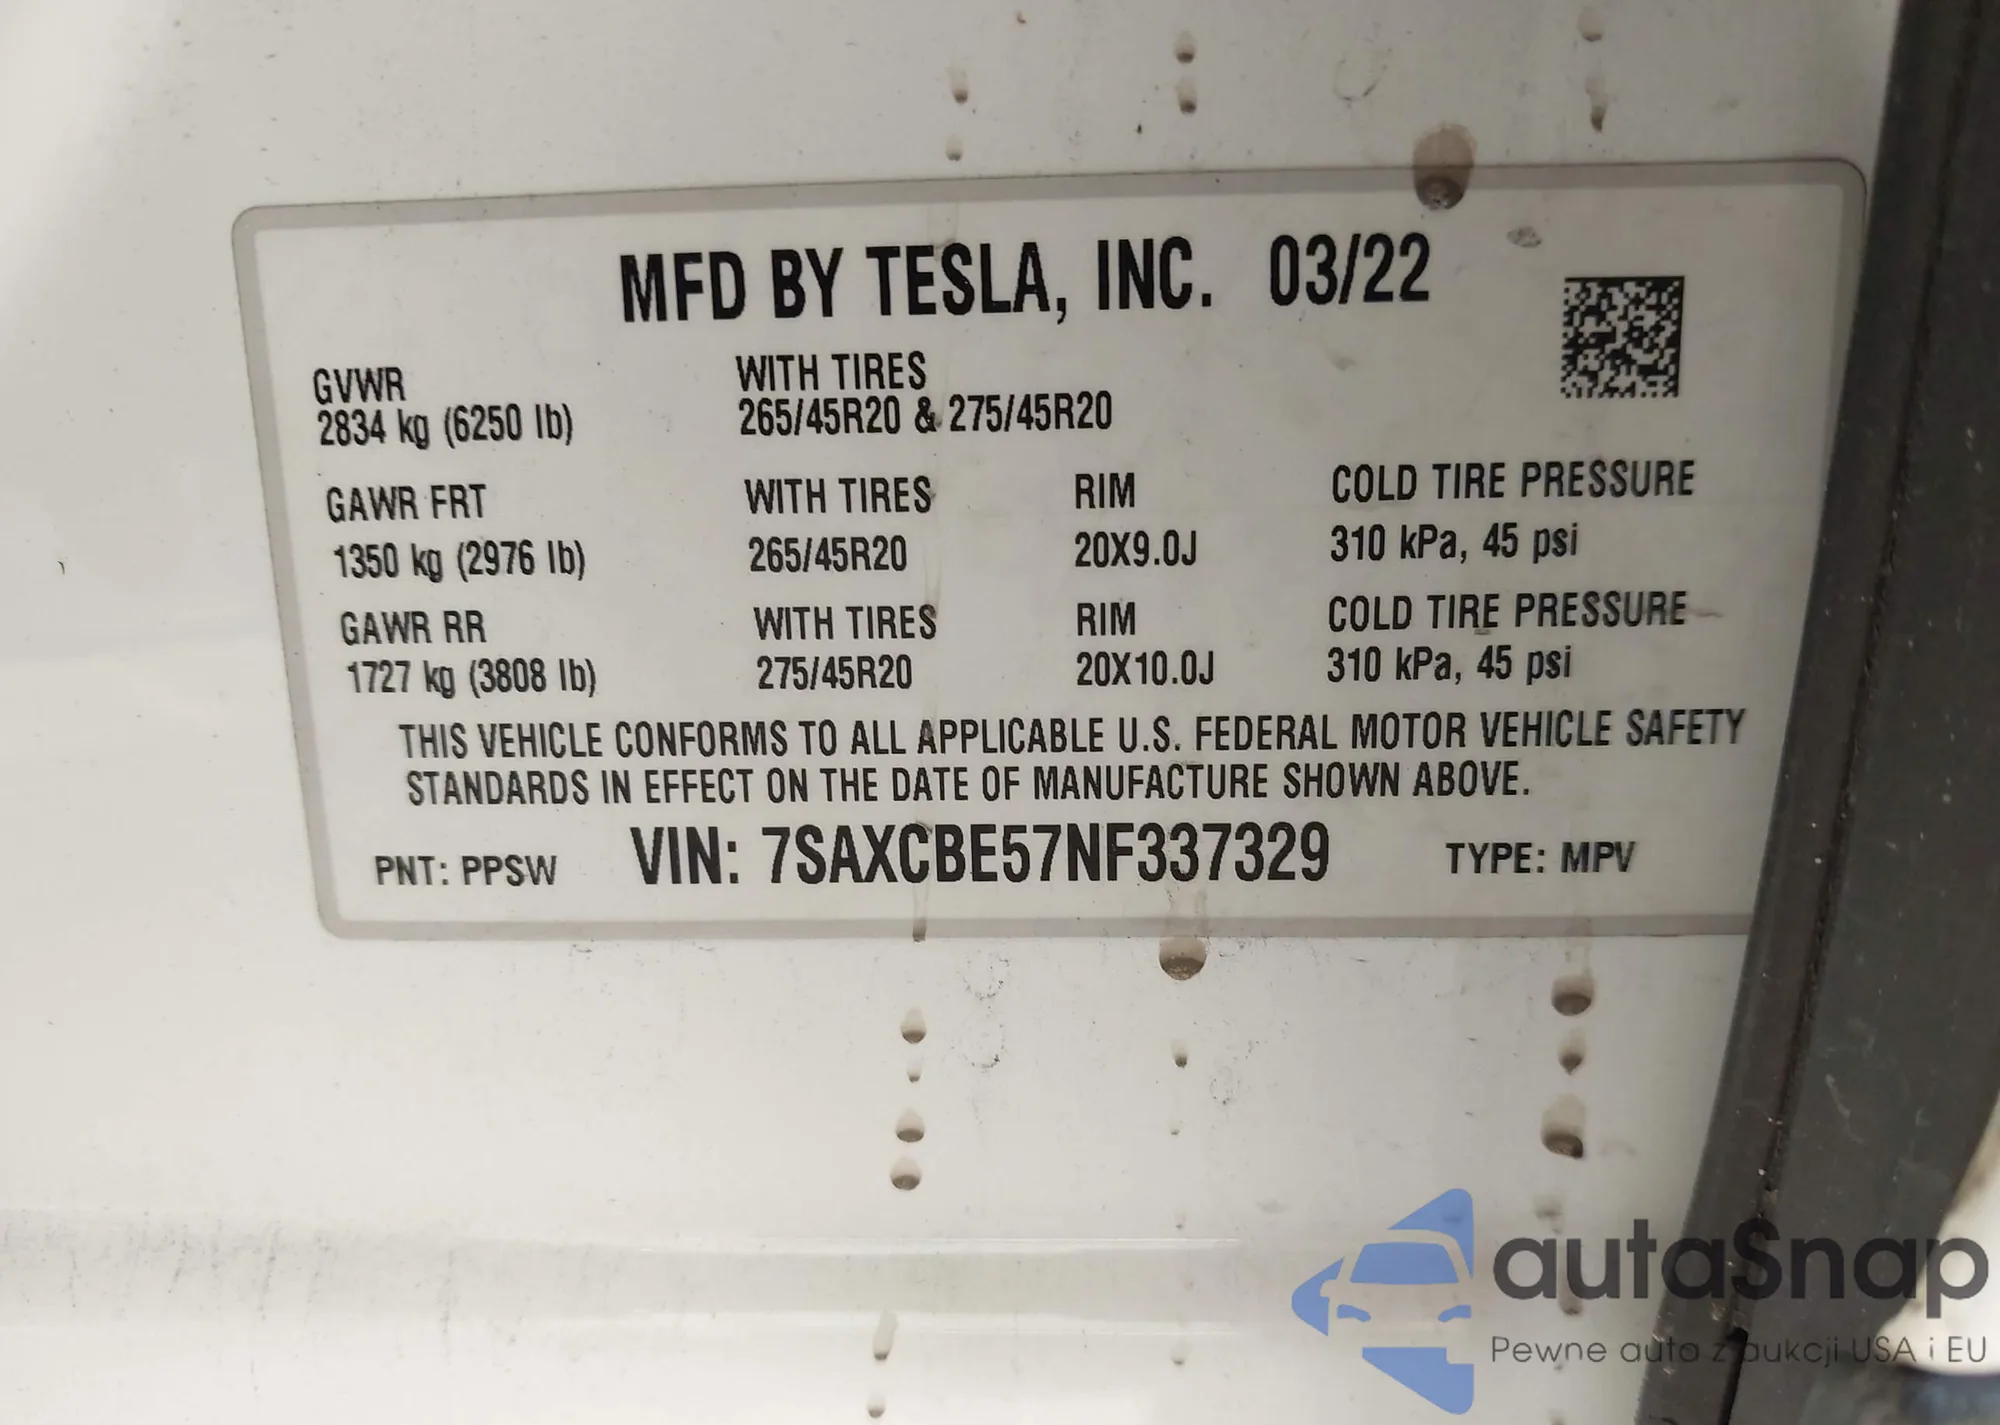 MFD BY TESLA, INC. 03/22
GVWR WITH TIRES
2834 kg (6250 lb) 265/45R20 & 275/45R20
GAWR FRT WITH TIRES RIM COLD TIRE PRESSURE
1350 kg (2976 lb) 265/45R20 20X9.0J 310 kPa, 45 psi
GAWR RR WITH TIRES RIM COLD TIRE PRESSURE
1727 kg (3808 lb) 275/45R20 20X10.0J 310 kPa, 45 psi
THIS VEHICLE CONFORMS TO ALL APPLICABLE U.S. FEDERAL MOTOR VEHICLE SAFETY
STANDARDS IN EFFECT ON THE DATE OF MANUFACTURE SHOWN ABOVE.
PNT: PPSW VIN: 7SAXCBE57NF337329 TYPE: MPV
autaSnap
Pewne auto z aukcji USA i EU